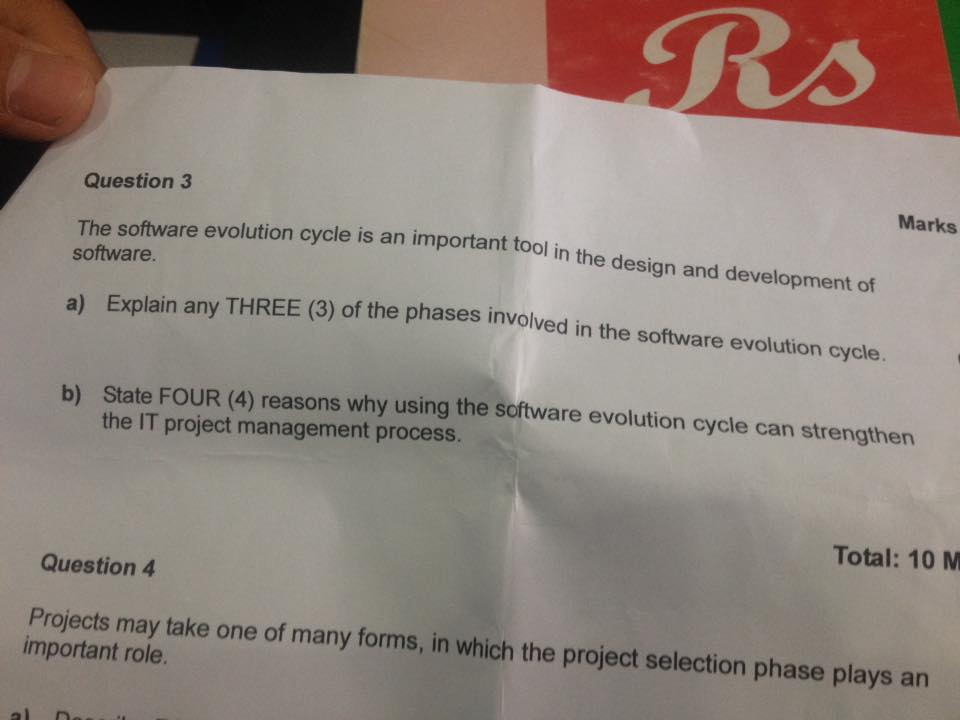 Rs
Question 3
Marks
The software evolution cycle is an important tool in the design and development of
software.
a) Explain any THREE (3) of the phases involved in the software evolution cycle.
b) State FOUR (4) reasons why using the software evolution cycle can strengthen
the IT project management process.
Total: 10 M
Question 4
Projects may take one of many forms, in which the project selection phase plays an
important role.
a)